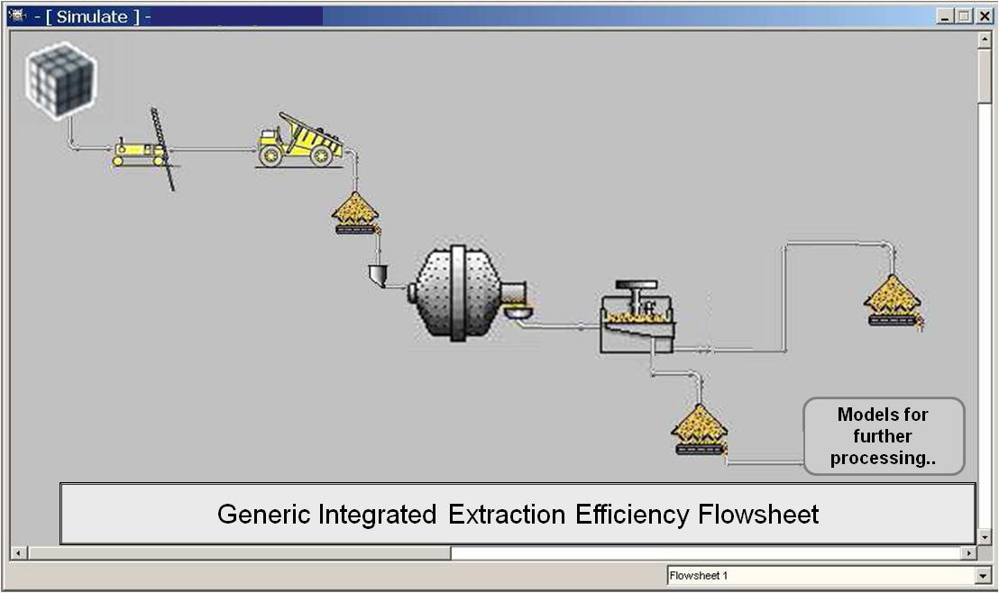 - [ Simulate ] -
Models for
further
processing..
Generic Integrated Extraction Efficiency Flowsheet
Flowsheet 1